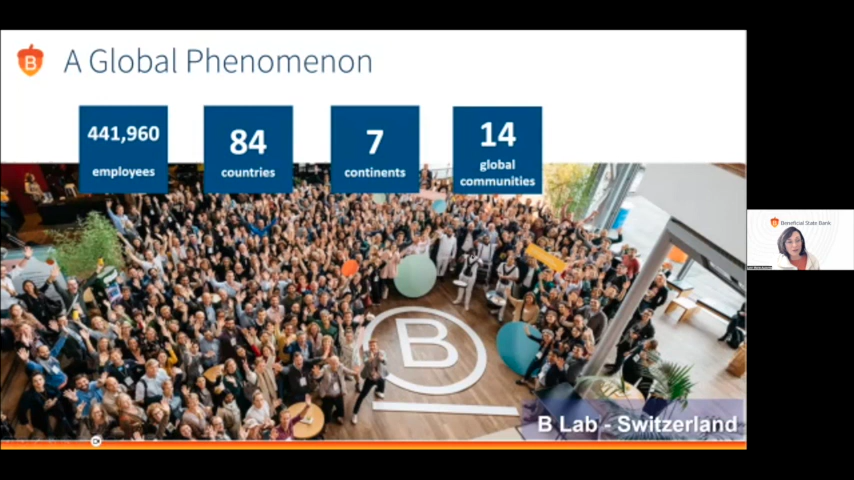 B
A Global Phenomenon
441,960
employees
84
countries
7
continents
14
global
communities
B
B Lab - Switzerland
Beneficial State Bank